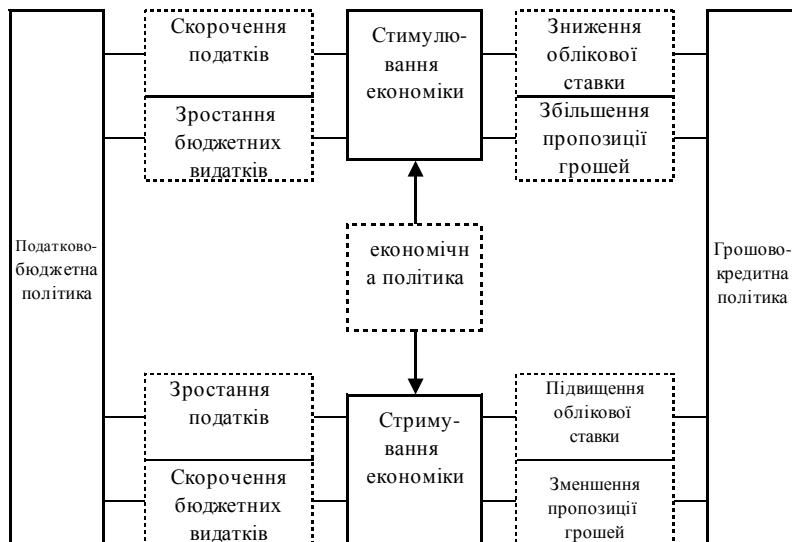 Скорочення
податків
Стимулю-
вання
економіки
Зниження
облікової
ставки
Зростання
бюджетних
видатків
Збільшення
пропозиції
грошей
Податково-
бюджетна
політика
економічн
а політика
Грошово-
кредитна
політика
Зростання
податків
Стриму-
вання
економіки
Підвищення
облікової
ставки
Скорочення
бюджетних
видатків
Зменшення
пропозиції
грошей